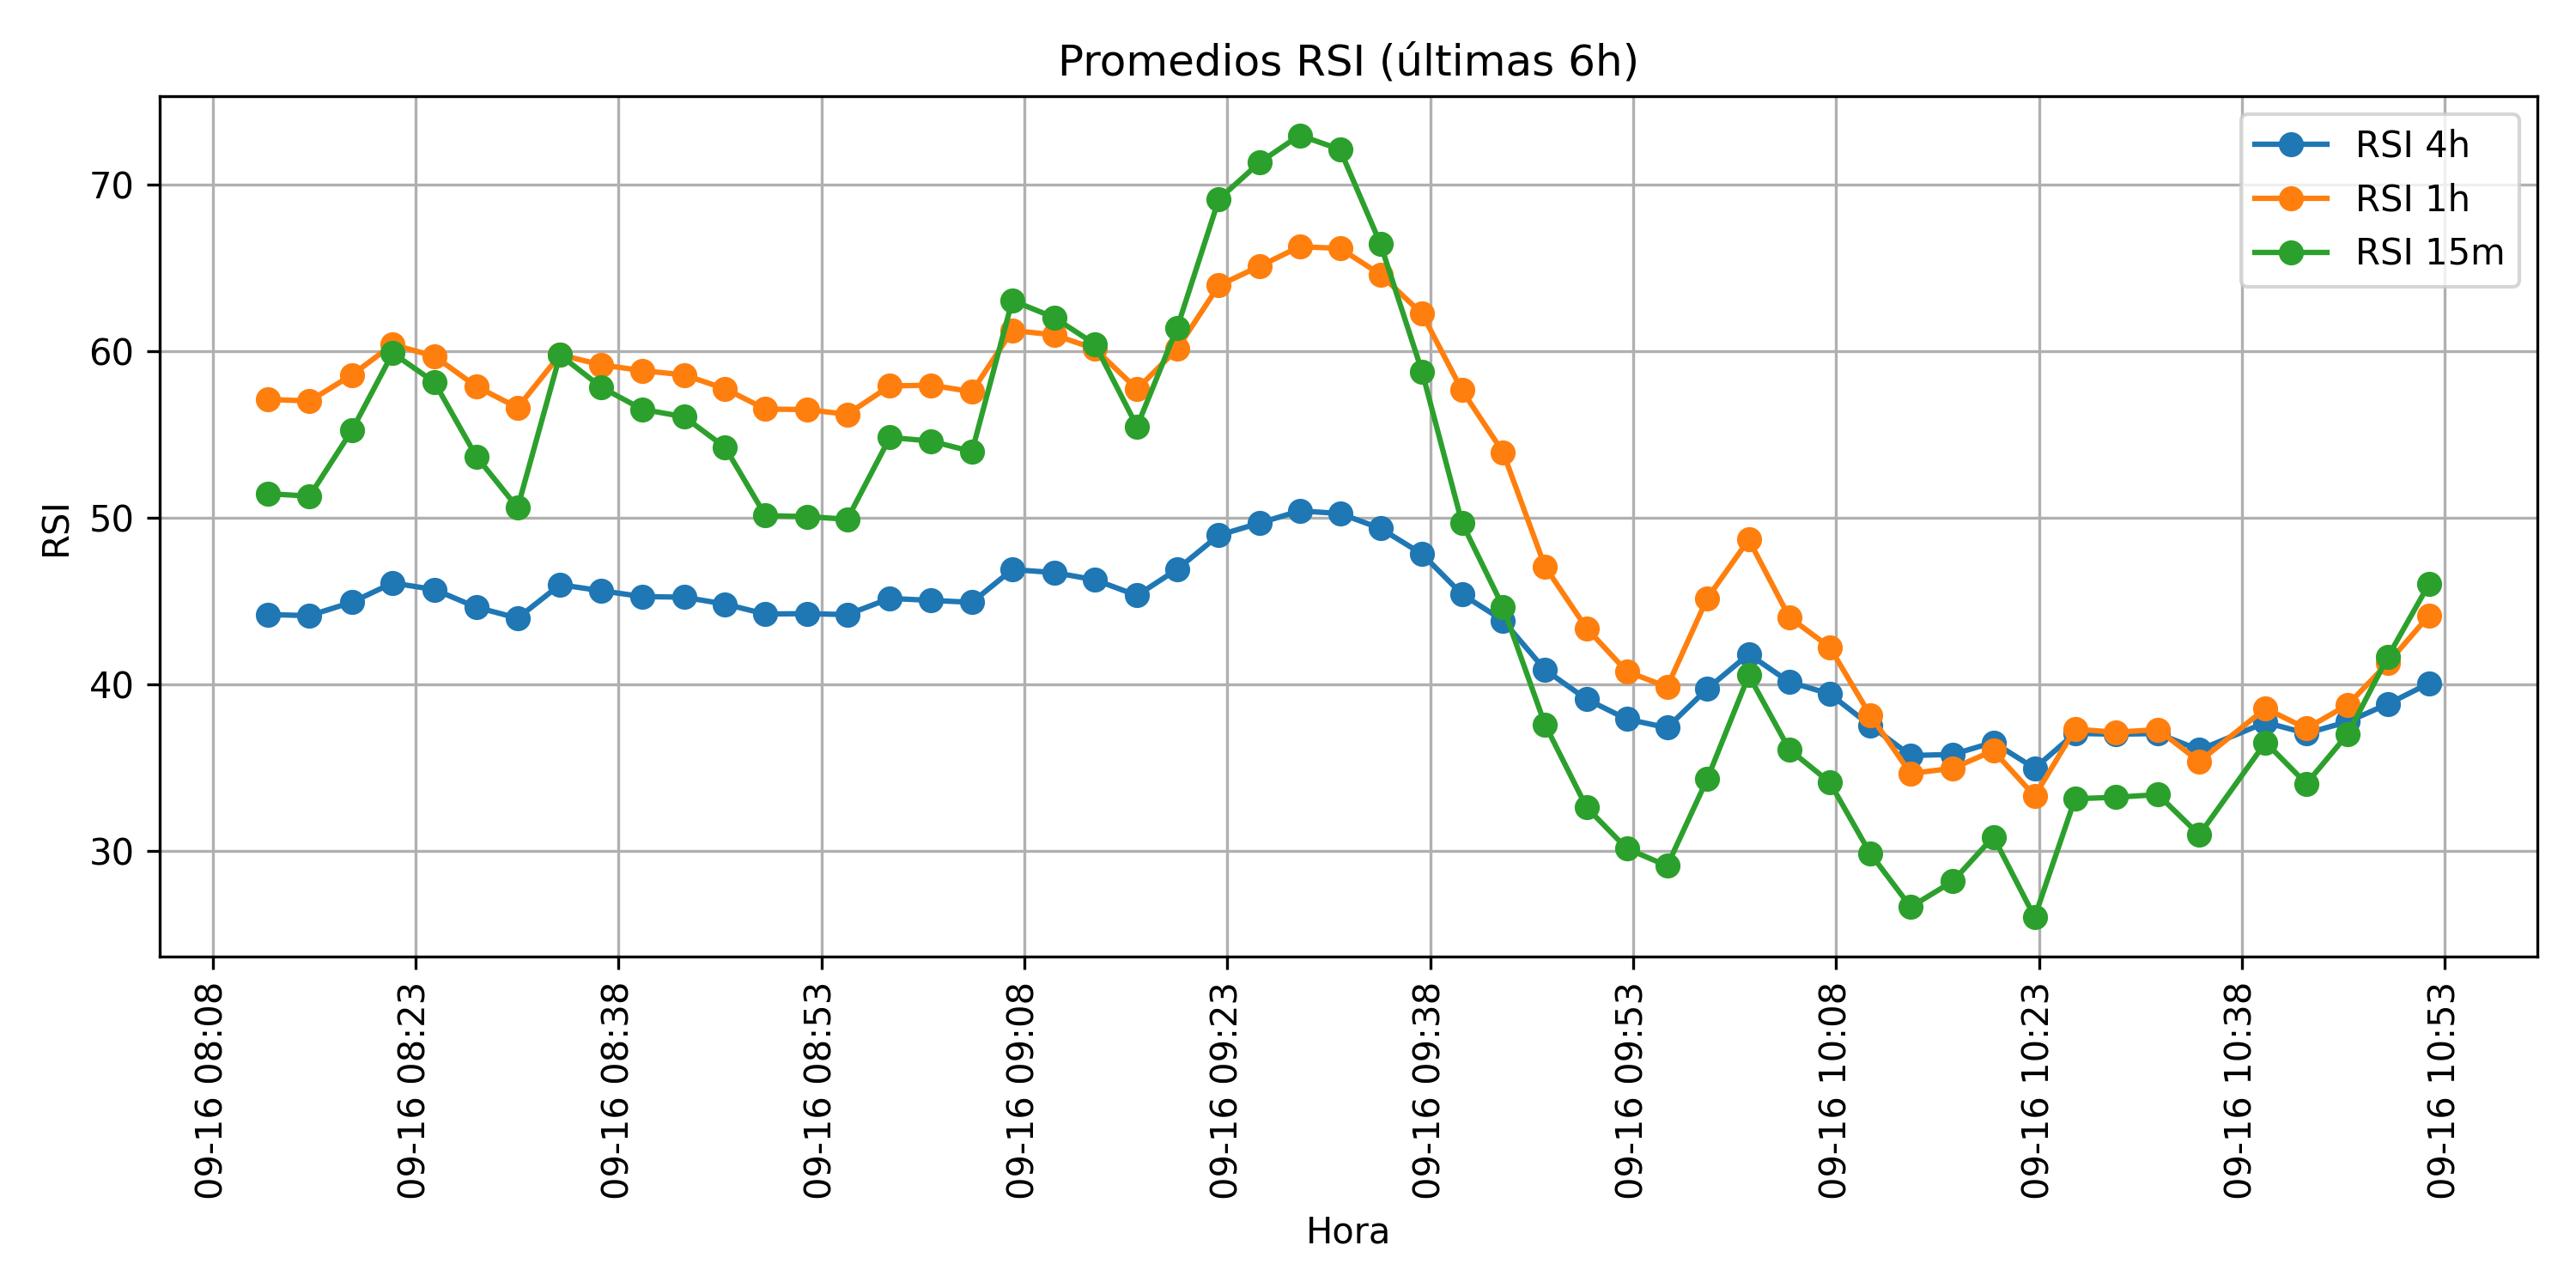 Promedios RSI (últimas 6h)
RSI 4h
RSI 1h
RSI 15m
RSI
70
60
50
40
30
09-16 08:08
09-16 08:23
09-16 08:38
09-16 08:53
09-16 09:08
09-16 09:23
09-16 09:38
09-16 09:53
09-16 10:08
09-16 10:23
09-16 10:38
09-16 10:53
Hora